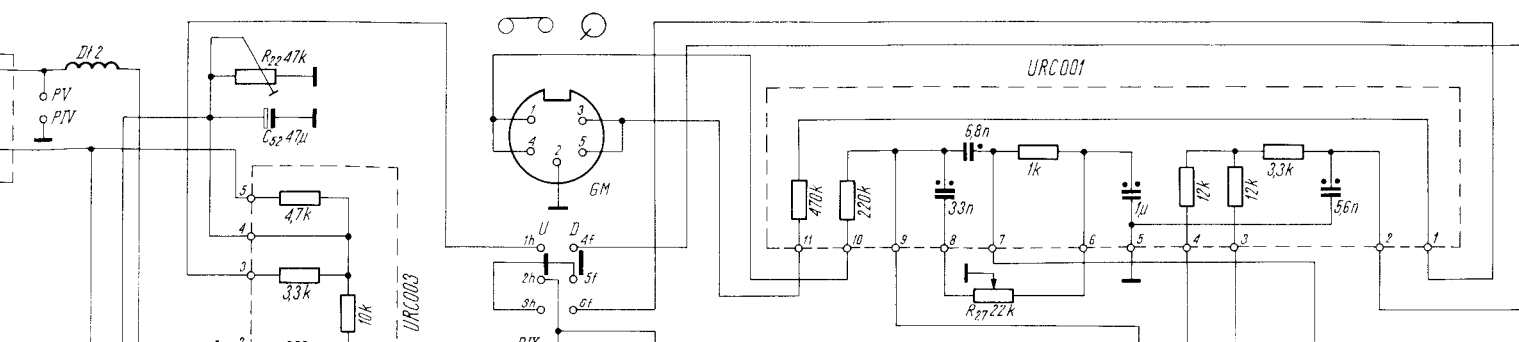 Dł2
PV
PIV
R22 47k
C52 47µ
5
4,7k
4
3
3,3k
10k
URC003
2
1
3
4
5
2
GM
U D
1h 4f
2h 5f
3h 6f
URC001
6,8n
1k
3,3k
470k
220k
33n
1µ
12k
12k
5,6n
11
10
9
8
7
6
5
4
3
2
1
R27 22k